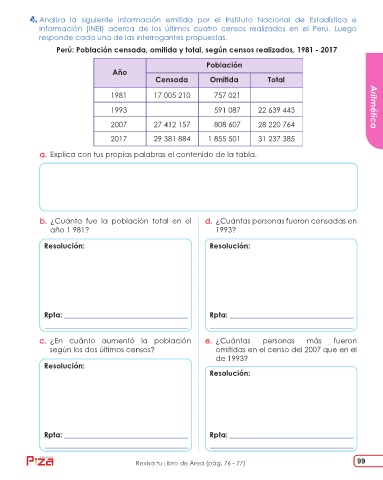 4. Analiza la siguiente información emitida por el Instituto Nacional de Estadística e
Información (INEI) acerca de los últimos cuatro censos realizados en el Perú. Luego
responde cada una de las interrogantes propuestas.
Perú: Población censada, omitida y total, según censos realizados, 1981 - 2017
Año
Población
Censada Omitida Total
1981 17 005 210 757 021
1993 591 087 22 639 443
2007 27 412 157 808 607 28 220 764
2017 29 381 884 1 855 501 31 237 385
Aritmética
a. Explica con tus propias palabras el contenido de la tabla.
b. ¿Cuánto fue la población total en el
año 1 981?
Resolución:
Rpta:
d. ¿Cuántas personas fueron censadas en
1993?
Resolución:
Rpta:
c. ¿En cuánto aumentó la población
según los dos últimos censos?
Resolución:
Rpta:
e. ¿Cuántas personas más fueron
omitidas en el censo del 2007 que en el
de 1993?
Resolución:
Rpta:
Revisa tu Libro de Área (pág. 76 - 77)
99